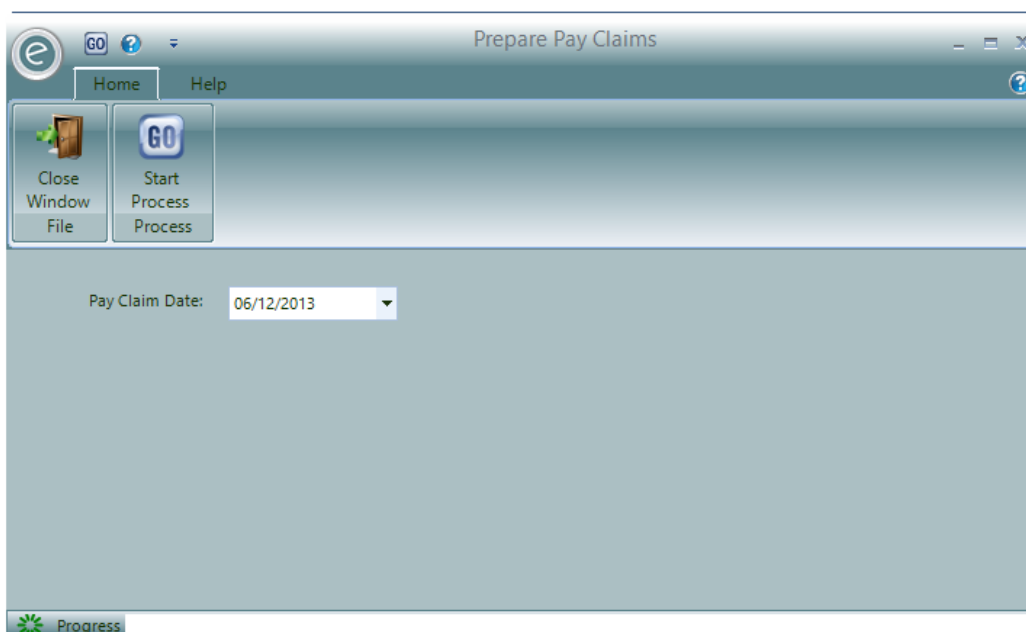 e
GO
Prepare Pay Claims
Home Help
GO
Close
Window
Start
Process
File
Process
Pay Claim Date: 06/12/2013
Progress